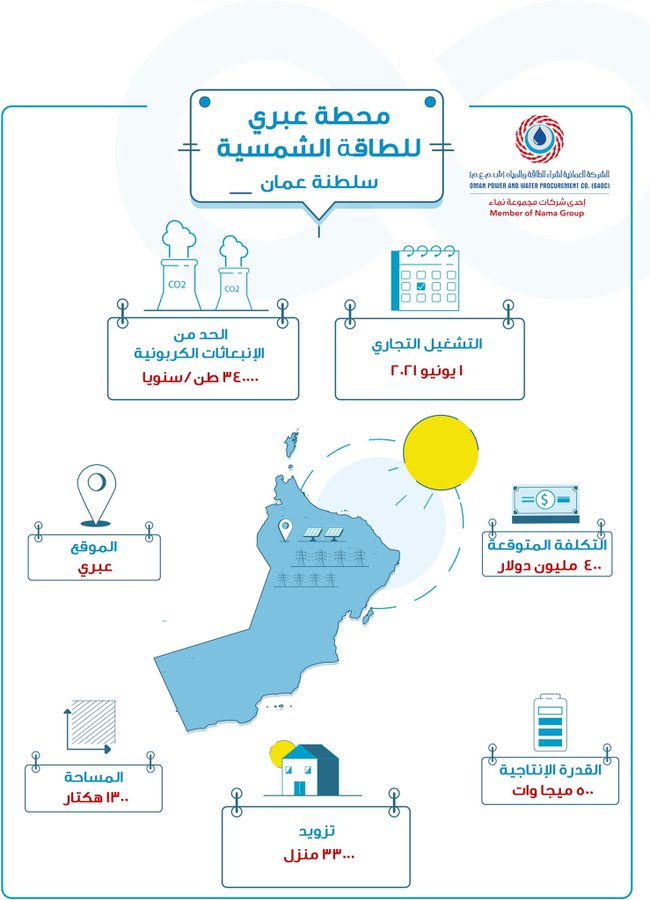 محطة عبري
للطاقة الشمسية
سلطنة عمان
الشركة العمانية لشراء الطاقة والمياه (ش.م.ع.م)
OMAN POWER AND WATER PROCUREMENT CO. (SAOC)
إحدى شركات مجموعة نماء
Member of Nama Group
التشغيل التجاري
١ يونيو ٢٠٢١
CO2
CO2
الحد من
الإنبعاثات الكربونية
٣٤٠٠٠٠ طن /سنويا
$
التكلفة المتوقعة
٤٠٠ مليون دولار
الموقع
عبري
القدرة الإنتاجية
٥٠٠ ميجا وات
تزويد
٣٣٠٠٠ منزل
المساحة
١٣٠٠ هكتار